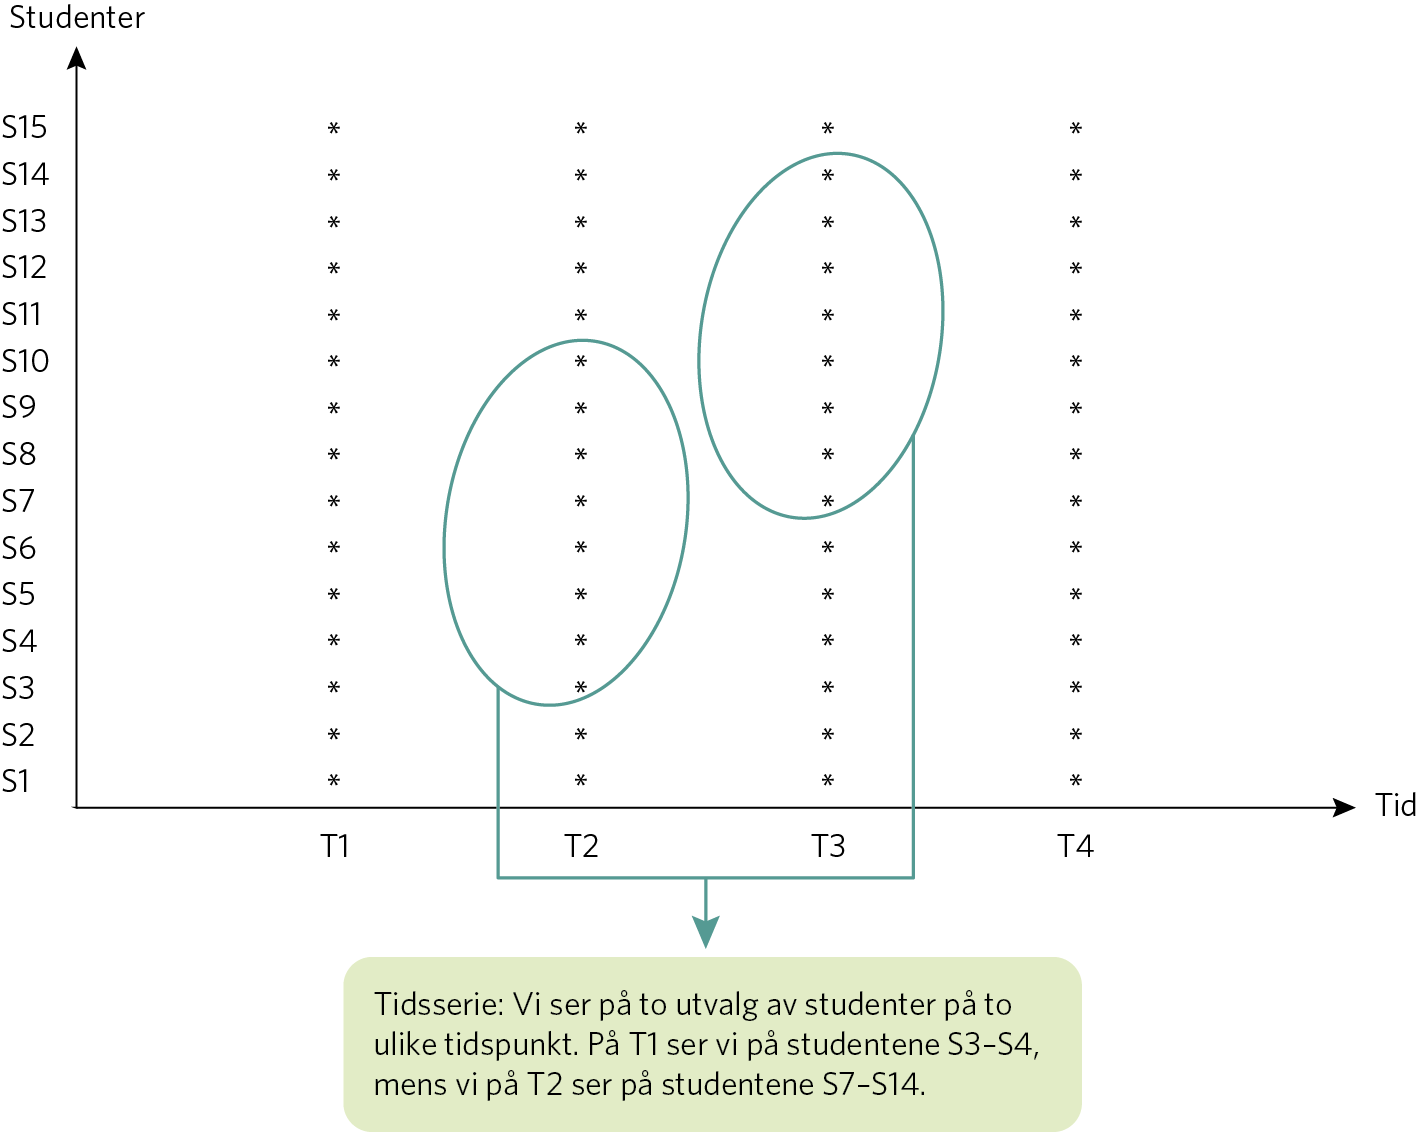 Studenter
S15 * * * *
S14 * * * *
S13 * * * *
S12 * * * *
S11 * * * *
S10 * * * *
S9 * * * *
S8 * * * *
S7 * * * *
S6 * * * *
S5 * * * *
S4 * * * *
S3 * * * *
S2 * * * *
S1 * * * *
Tid
T1 T2 T3 T4
Tidsserie: Vi ser på to utvalg av studenter på to
ulike tidspunkt. På T1 ser vi på studentene S3–S4,
mens vi på T2 ser på studentene S7–S14.